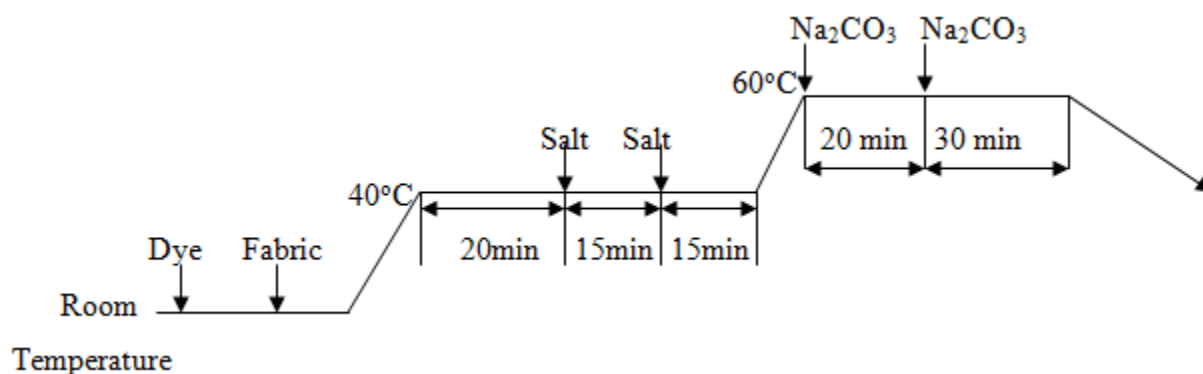 Na₂CO₃ Na₂CO₃
60°C
20 min 30 min
Salt Salt
40°C
20min 15min 15min
Dye Fabric
Room
Temperature